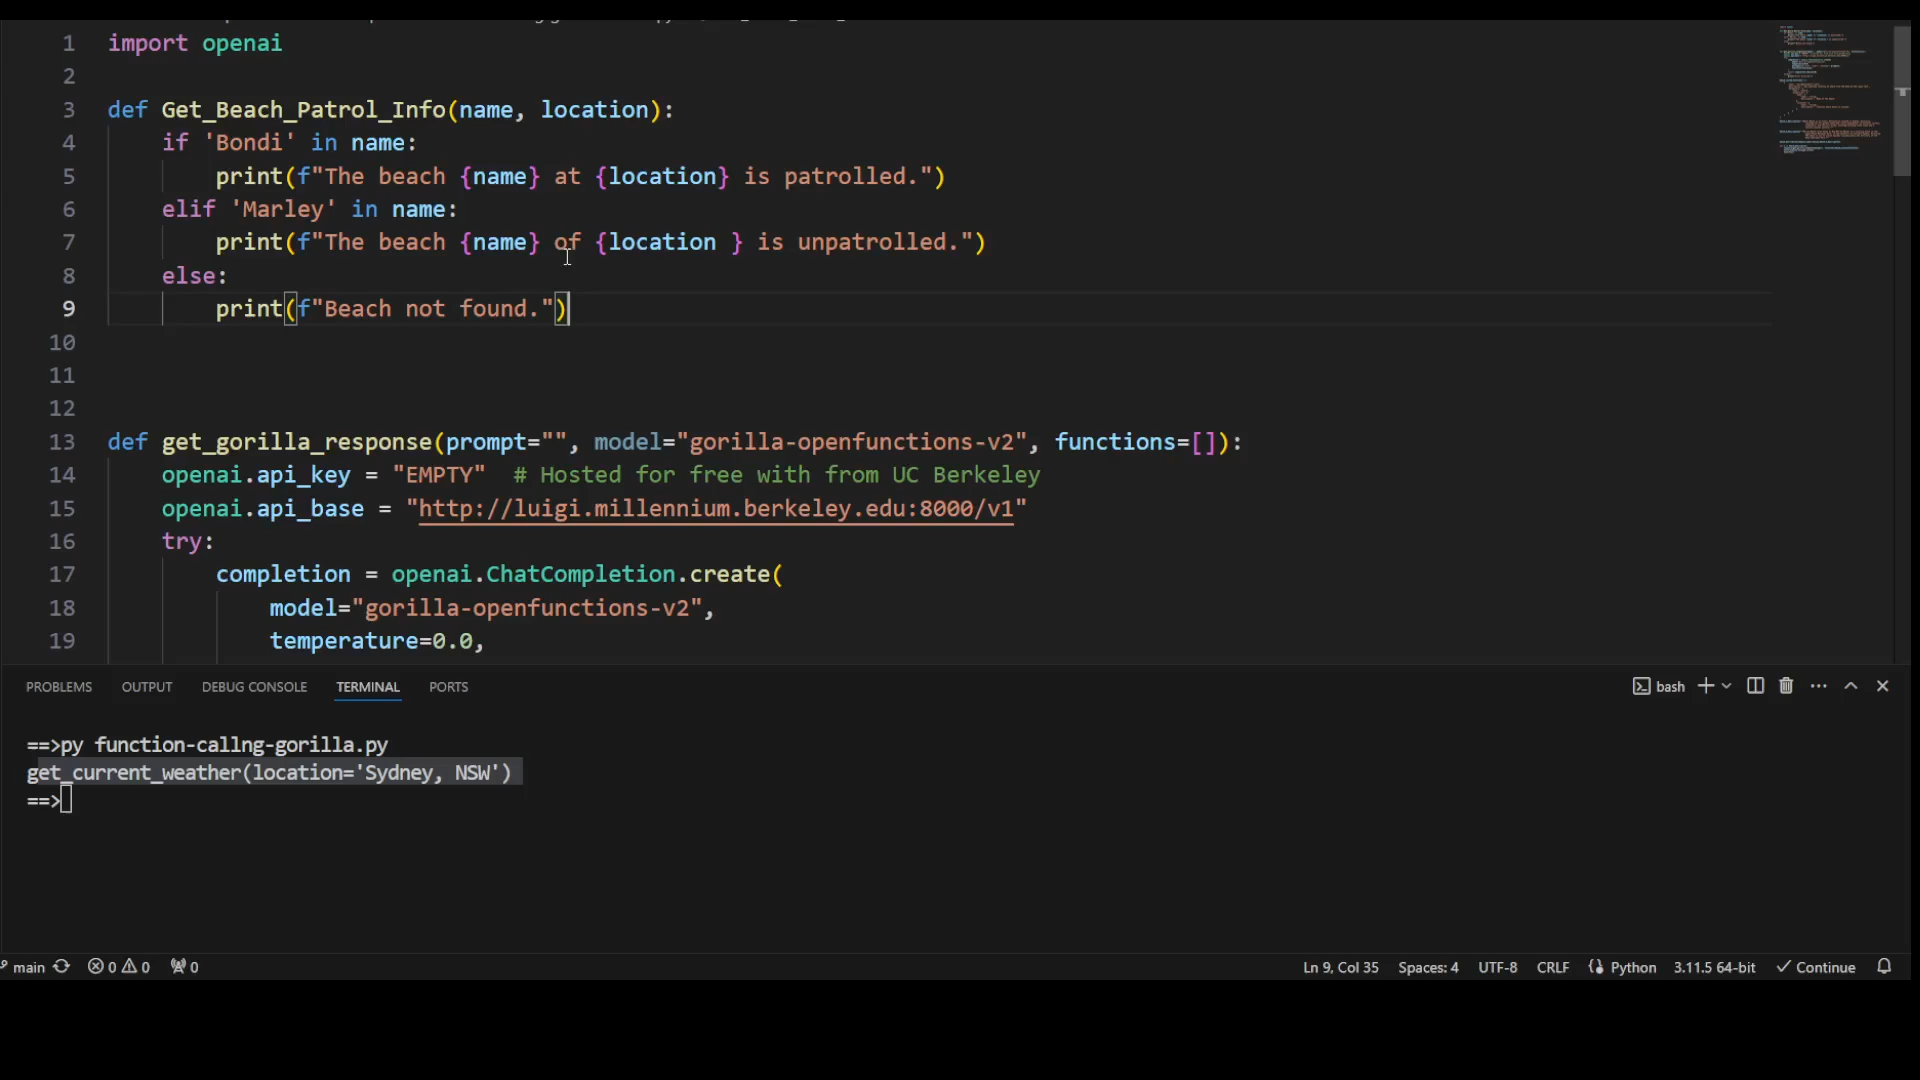 1 import openai
2
3 def Get_Beach_Patrol_Info(name, location):
4 if 'Bondi' in name:
5 print(f"The beach {name} at {location} is patrolled.")
6 elif 'Marley' in name:
7 print(f"The beach {name} of {location } is unpatrolled.")
8 else:
9 print(f"Beach not found.")
10
11
12
13 def get_gorilla_response(prompt="", model="gorilla-openfunctions-v2", functions=[]):
14 openai.api_key = "EMPTY" # Hosted for free with from UC Berkeley
15 openai.api_base = "http://luigi.millennium.berkeley.edu:8000/v1"
16 try:
17 completion = openai.ChatCompletion.create(
18 model="gorilla-openfunctions-v2",
19 temperature=0.0,
PROBLEMS OUTPUT DEBUG CONSOLE TERMINAL PORTS bash
==>py function-callng-gorilla.py
get_current_weather(location='Sydney, NSW')
==>
main 0 0 0 Ln 9, Col 35 Spaces: 4 UTF-8 CRLF Python 3.11.5 64-bit Continue